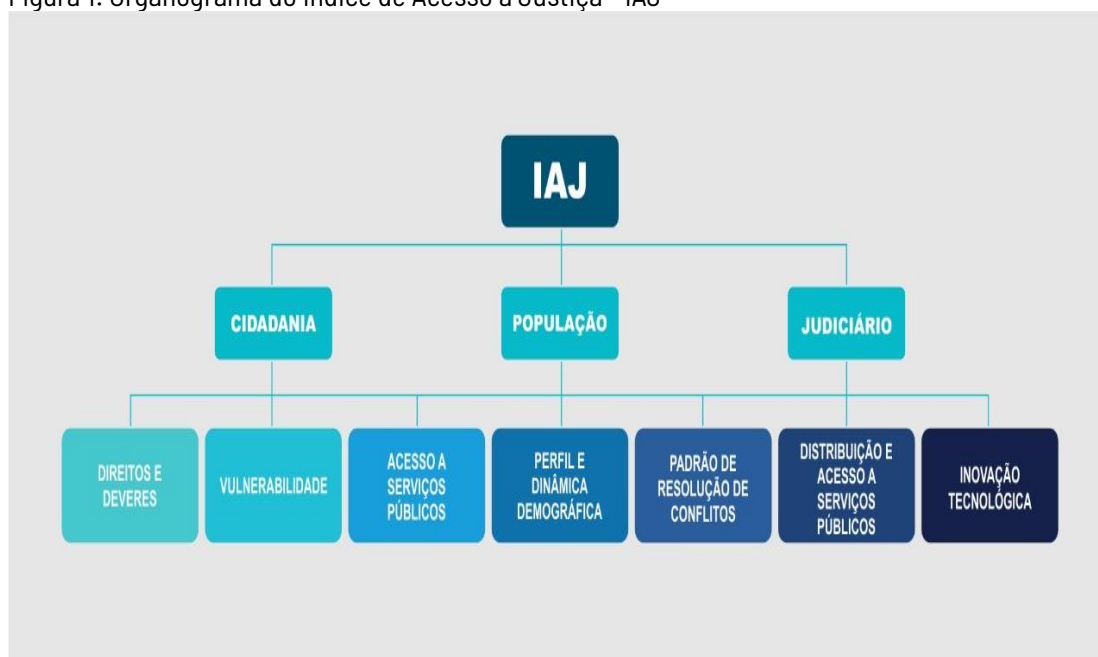 Figura 1: Organograma do Índice de Acesso à Justiça - IAJ
IAJ
CIDADANIA
POPULAÇÃO
JUDICIÁRIO
DIREITOS E
DEVERES
VULNERABILIDADE
ACESSO A
SERVIÇOS
PÚBLICOS
PERFIL E
DINÂMICA
DEMOGRÁFICA
PADRÃO DE
RESOLUÇÃO DE
CONFLITOS
DISTRIBUIÇÃO E
ACESSO A
SERVIÇOS
PÚBLICOS
INOVAÇÃO
TECNOLÓGICA